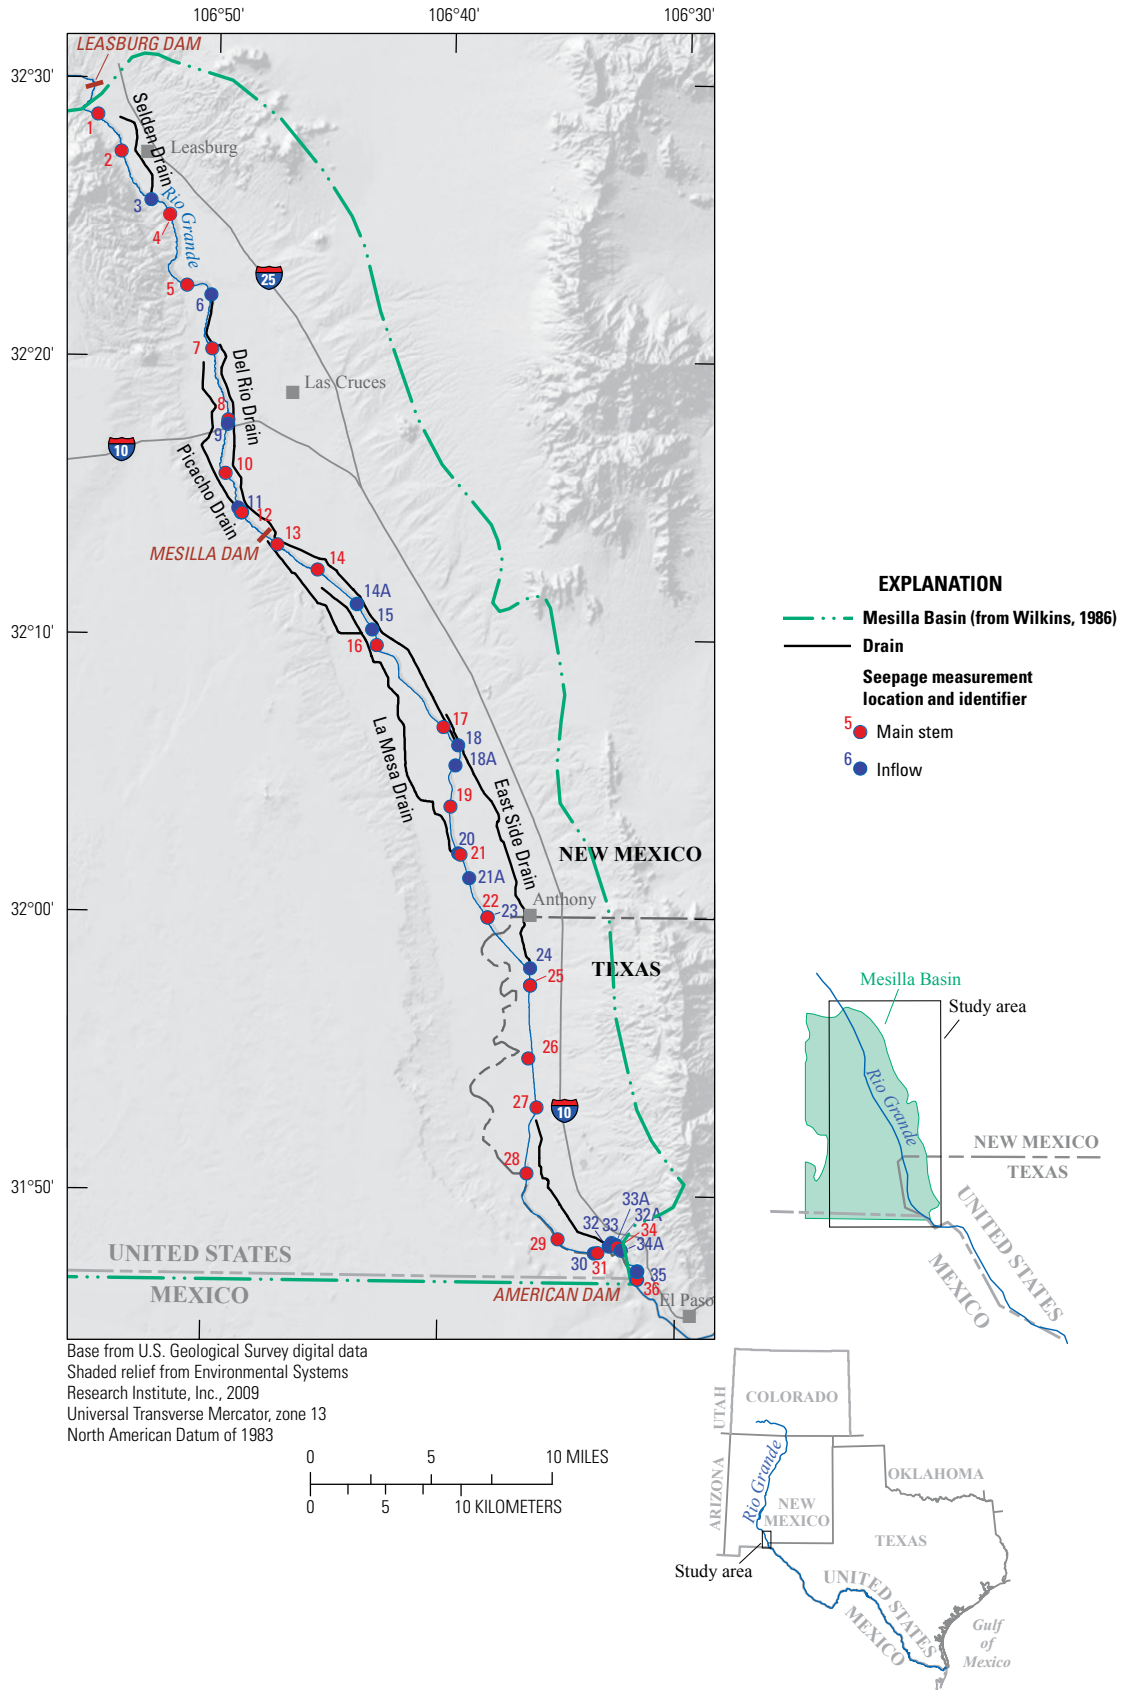 106°50'
106°40'
106°30'
LEASBURG DAM
32°30'
1
Selden Drain
2
Leasburg
3
Rio Grande
4
5
25
6
7
32°20'
Del Rio Drain
Las Cruces
8
9
10
Picacho Drain
10
11
12
13
MESILLA DAM
14
14A
15
32°10'
16
17
18
18A
La Mesa Drain
19
East Side Drain
20
21
21A
NEW MEXICO
22
23
Anthony
32°00'
24
TEXAS
25
26
27
10
28
31°50'
33A
32
33
32A
34
29
34A
30
31
35
36
UNITED STATES
MEXICO
AMERICAN DAM
El Paso
EXPLANATION
Mesilla Basin (from Wilkins, 1986)
Drain
Seepage measurement
location and identifier
5
Main stem
6
Inflow
Mesilla Basin
Study area
Rio Grande
NEW MEXICO
TEXAS
UNITED STATES
MEXICO
Base from U.S. Geological Survey digital data
Shaded relief from Environmental Systems
Research Institute, Inc., 2009
Universal Transverse Mercator, zone 13
North American Datum of 1983
0 5 10 MILES
0 5 10 KILOMETERS
UTAH
COLORADO
ARIZONA
Rio Grande
OKLAHOMA
NEW
MEXICO
TEXAS
Study area
UNITED STATES
MEXICO
Gulf
of
Mexico